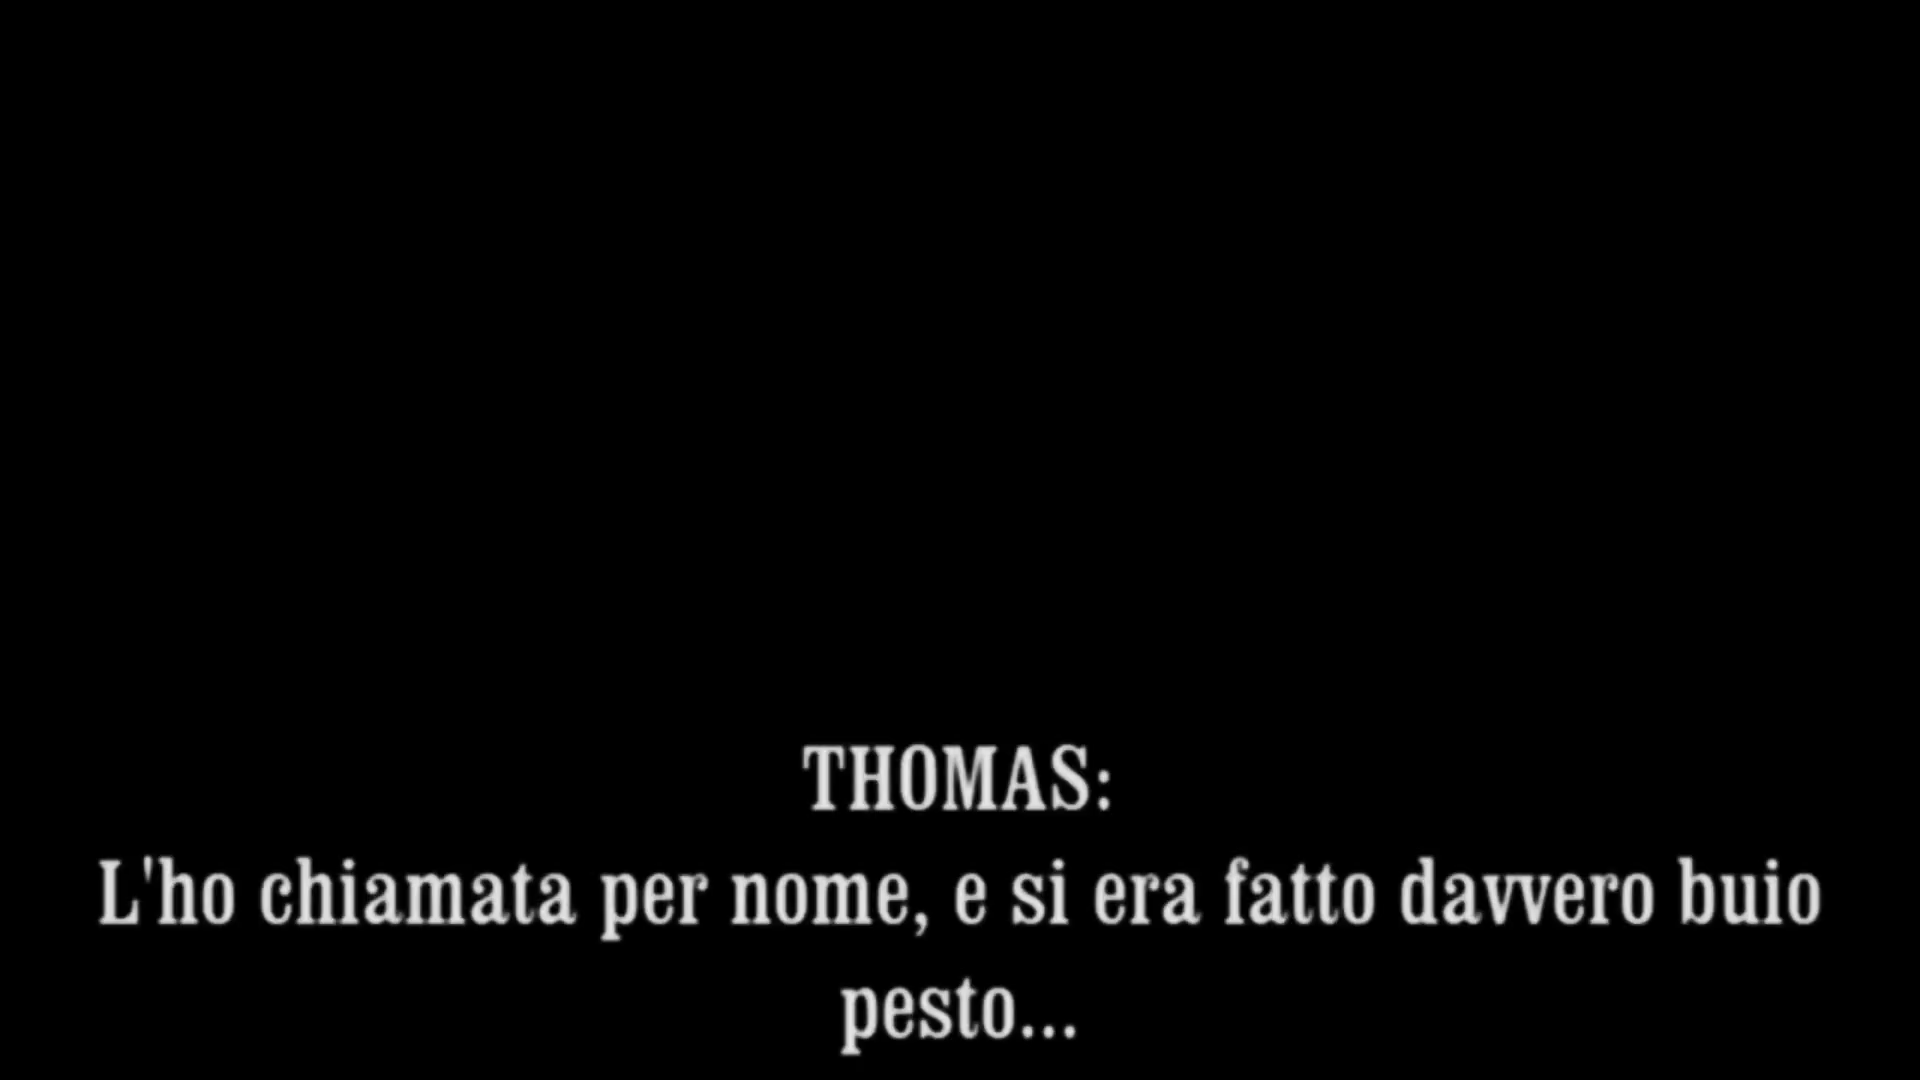 THOMAS:
L'ho chiamata per nome, e si era fatto davvero buio
pesto...